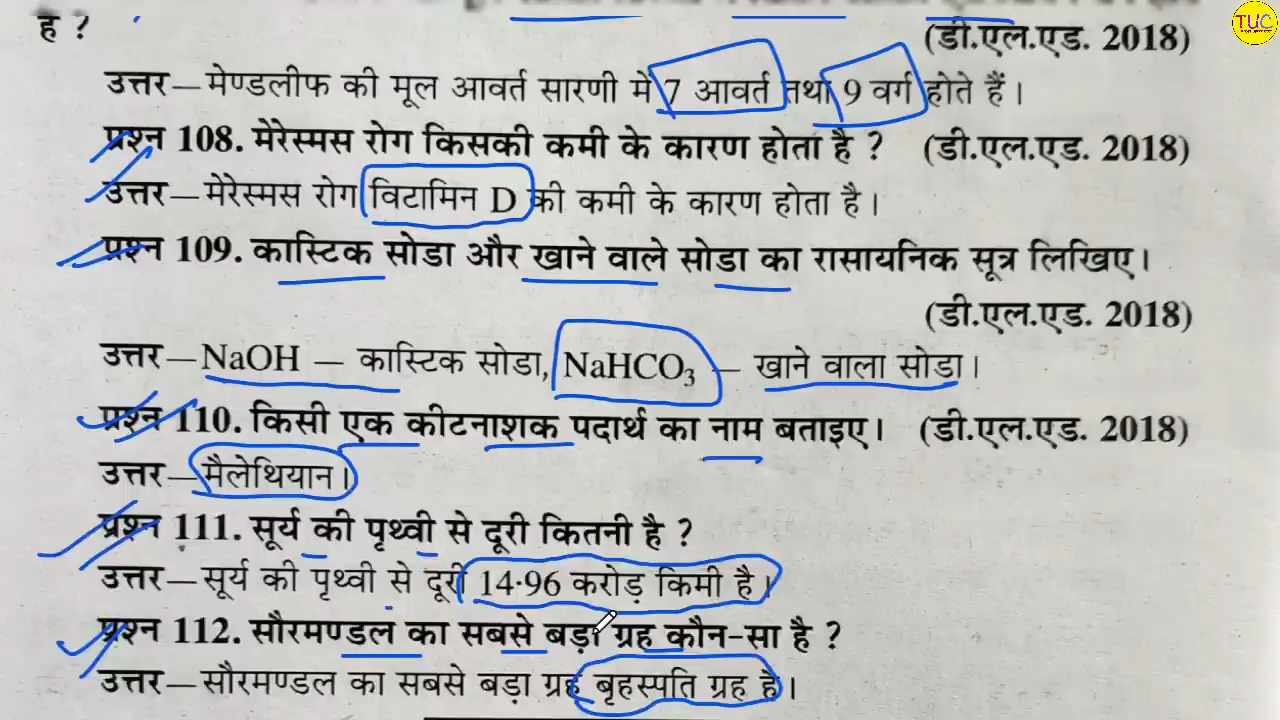 है ?
TUC
(डी.एल.एड. 2018)
उत्तर—मेण्डलीफ की मूल आवर्त सारणी में 7 आवर्त तथा 9 वर्ग होते हैं।
प्रश्न 108. मेरेस्मस रोग किसकी कमी के कारण होता है ? (डी.एल.एड. 2018)
उत्तर—मेरेस्मस रोग विटामिन D की कमी के कारण होता है।
प्रश्न 109. कास्टिक सोडा और खाने वाले सोडा का रासायनिक सूत्र लिखिए।
(डी.एल.एड. 2018)
उत्तर—NaOH — कास्टिक सोडा, NaHCO₃ — खाने वाला सोडा।
प्रश्न 110. किसी एक कीटनाशक पदार्थ का नाम बताइए। (डी.एल.एड. 2018)
उत्तर—मैलेथियान।
प्रश्न 111. सूर्य की पृथ्वी से दूरी कितनी है ?
उत्तर—सूर्य की पृथ्वी से दूरी 14·96 करोड़ किमी है।
प्रश्न 112. सौरमण्डल का सबसे बड़ा ग्रह कौन-सा है ?
उत्तर—सौरमण्डल का सबसे बड़ा ग्रह बृहस्पति ग्रह है।